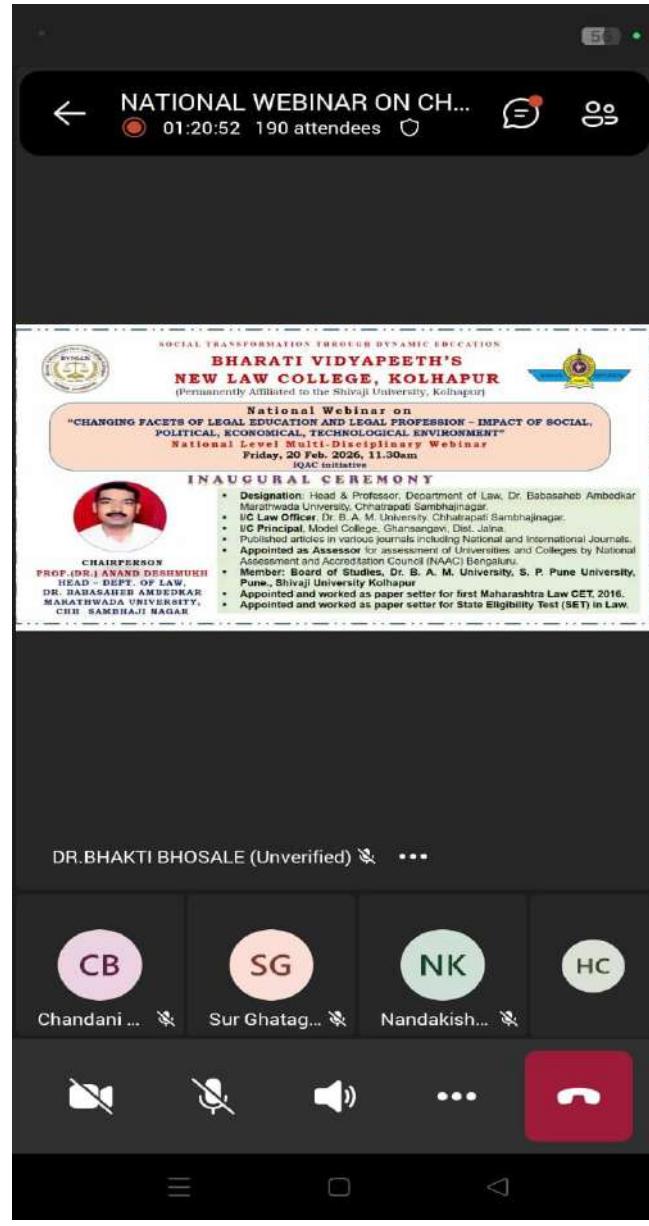 56
NATIONAL WEBINAR ON CH...
01:20:52 190 attendees
SOCIAL TRANSFORMATION THROUGH DYNAMIC EDUCATION
BHARATI VIDYAPEETH'S
NEW LAW COLLEGE, KOLHAPUR
(Permanently Affiliated to the Shivaji University, Kolhapur)
National Webinar on
"CHANGING FACETS OF LEGAL EDUCATION AND LEGAL PROFESSION – IMPACT OF SOCIAL,
POLITICAL, ECONOMICAL, TECHNOLOGICAL ENVIRONMENT"
National Level Multi-Disciplinary Webinar
Friday, 20 Feb. 2026, 11.30am
IQAC initiative
INAUGURAL CEREMONY
• Designation: Head & Professor, Department of Law, Dr. Babasaheb Ambedkar
Marathwada University, Chhatrapati Sambhajinagar.
• I/C Law Officer, Dr. B. A. M. University, Chhatrapati Sambhajinagar.
• I/C Principal, Model College, Ghansangavi, Dist. Jalna.
• Published articles in various journals including National and International Journals.
• Appointed as Assessor for assessment of Universities and Colleges by National
Assessment and Accreditation Council (NAAC) Bengaluru.
• Member: Board of Studies, Dr. B. A. M. University, S. P. Pune University,
Pune., Shivaji University Kolhapur
• Appointed and worked as paper setter for first Maharashtra Law CET, 2016.
• Appointed and worked as paper setter for State Eligibility Test (SET) in Law.
CHAIRPERSON
PROF.(DR.) ANAND DESHMUKH
HEAD – DEPT. OF LAW,
DR. BABASAHEB AMBEDKAR
MARATHWADA UNIVERSITY,
CHH SAMBHAJI NAGAR
DR.BHAKTI BHOSALE (Unverified) •••
CB
SG
NK
HC
Chandani ...
Sur Ghatag...
Nandakish...